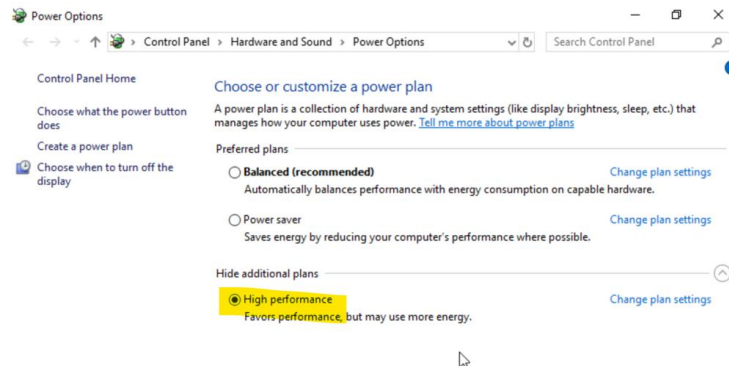 Power Options
Control Panel > Hardware and Sound > Power Options
Search Control Panel
Control Panel Home
Choose what the power button
does
Create a power plan
Choose when to turn off the
display
Choose or customize a power plan
A power plan is a collection of hardware and system settings (like display brightness, sleep, etc.) that
manages how your computer uses power. Tell me more about power plans
Preferred plans
Balanced (recommended) Change plan settings
Automatically balances performance with energy consumption on capable hardware.
Power saver Change plan settings
Saves energy by reducing your computer's performance where possible.
Hide additional plans
High performance Change plan settings
Favors performance, but may use more energy.